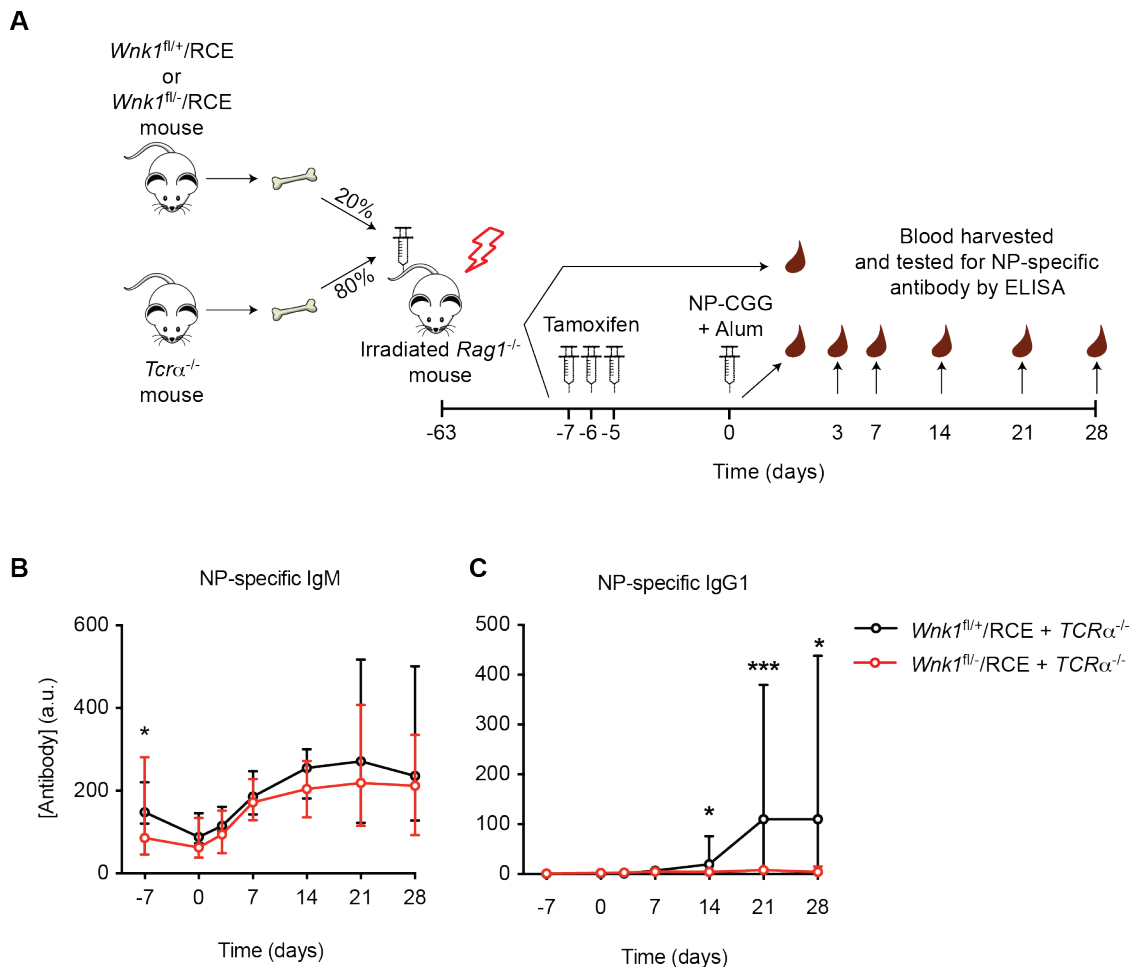 A
Wnk1fl/+/RCE
or
Wnk1fl/-/RCE
mouse
20%
80%
Tcrα-/-
mouse
Irradiated Rag1-/-
mouse
Tamoxifen
NP-CGG
+ Alum
Blood harvested
and tested for NP-specific
antibody by ELISA
-63 -7 -6 -5 0 3 7 14 21 28
Time (days)
B
NP-specific IgM
[Antibody] (a.u.)
600
400
200
0
*
-7 0 7 14 21 28
Time (days)
C
NP-specific IgG1
500
400
300
200
100
0
* *** *
-7 0 7 14 21 28
Time (days)
Wnk1fl/+/RCE + TCRα-/-
Wnk1fl/-/RCE + TCRα-/-